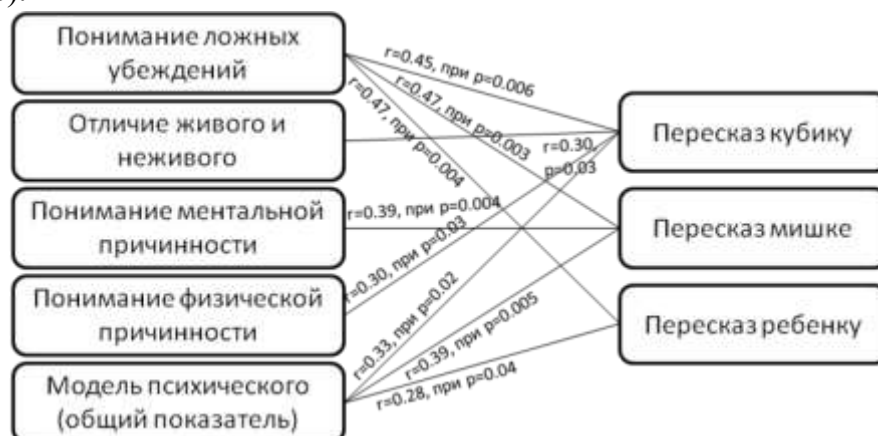 Понимание ложных
убеждений
Отличие живого и
неживого
Понимание ментальной
причинности
Понимание физической
причинности
Модель психического
(общий показатель)
r=0.45, при p=0.006
r=0.47, при p=0.003
r=0.47, при p=0.004
r=0.30,
p=0.03
r=0.39, при p=0.004
r=0.30, при p=0.03
r=0.33, при p=0.02
r=0.39, при p=0.005
r=0.28, при p=0.04
Пересказ кубику
Пересказ мишке
Пересказ ребенку